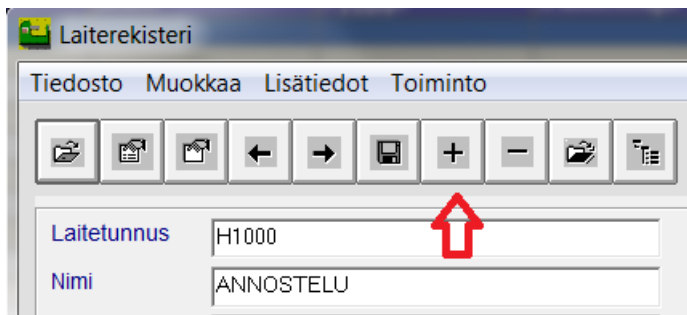 Laiterekisteri
Tiedosto Muokkaa Lisätiedot Toiminto
Laitetunnus H1000
Nimi ANNOSTELU